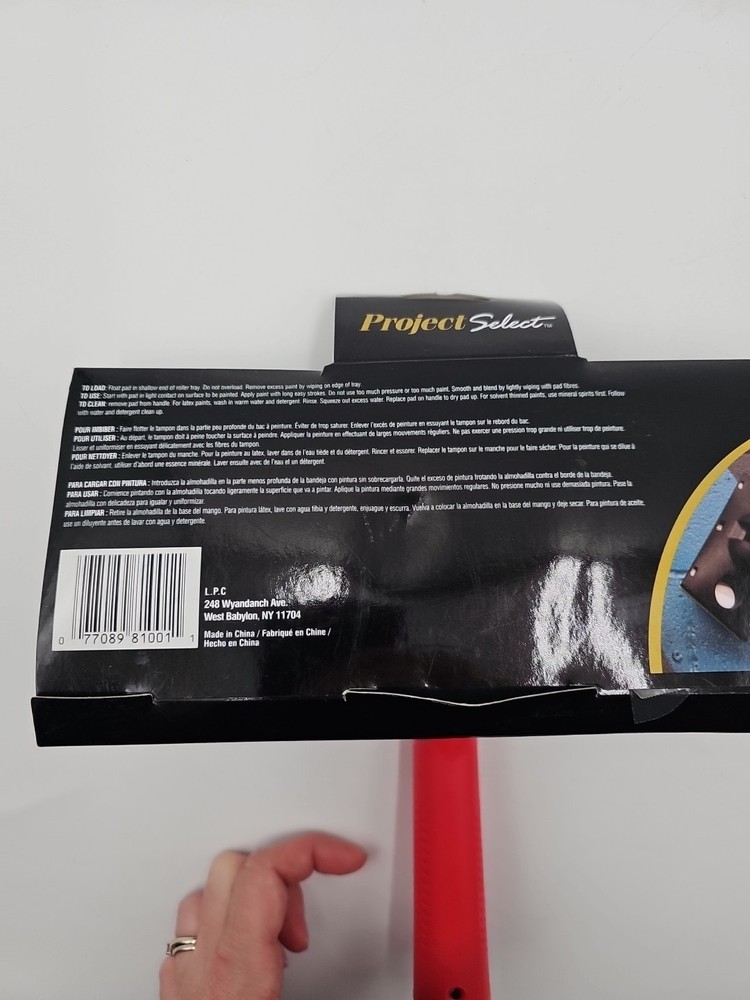 Project Select™
TO LOAD: Float pad in shallow end of roller tray. Do not overload. Remove excess paint by wiping on edge of tray.
TO USE: Start with pad in light contact on surface to be painted. Apply paint with long easy strokes. Do not use too much pressure or too much paint. Smooth and blend by lightly wiping with pad fibres.
TO CLEAN: remove pad from handle. For latex paints, wash in warm water and detergent. Rinse. Squeeze out excess water. Replace pad on handle to dry pad up. For solvent thinned paints, use mineral spirits first. Follow
with water and detergent clean up.
POUR IMBIBER : Faire flotter le tampon dans la partie peu profonde du bac à peinture. Éviter de trop saturer. Enlever l'excès de peinture en essuyant le tampon sur le rebord du bac.
POUR UTILISER : Au départ, le tampon doit à peine toucher la surface à peindre. Appliquer la peinture en effectuant de larges mouvements réguliers. Ne pas exercer une pression trop grande ni utiliser trop de peinture.
Lisser et uniformiser en essuyant délicatement avec les fibres du tampon.
POUR NETTOYER : Enlever le tampon du manche. Pour la peinture au latex, laver dans de l'eau tiède et du détergent. Rincer et essorer. Replacer le tampon sur le manche pour le faire sécher. Pour la peinture qui se dilue à
l'aide de solvant, utiliser d'abord une essence minérale. Laver ensuite avec de l'eau et un détergent.
PARA CARGAR CON PINTURA : Introduzca la almohadilla en la parte menos profunda de la bandeja con pintura sin sobrecargarla. Quite el exceso de pintura frotando la almohadilla contra el borde de la bandeja.
PARA USAR : Comience pintando con la almohadilla tocando ligeramente la superficie que va a pintar. Aplique la pintura mediante grandes movimientos regulares. No presione mucho ni use demasiada pintura. Pase la
almohadilla con delicadeza para igualar y uniformizar.
PARA LIMPIAR : Retire la almohadilla de la base del mango. Para pintura látex, lave con agua tibia y detergente, enjuague y escurra. Vuelva a colocar la almohadilla en la base del mango y deje secar. Para pintura de aceite,
use un diluyente antes de lavar con agua y detergente.
L.P.C
248 Wyandanch Ave.
West Babylon, NY 11704
Made in China / Fabriqué en Chine /
Hecho en China
0 77089 81001 1